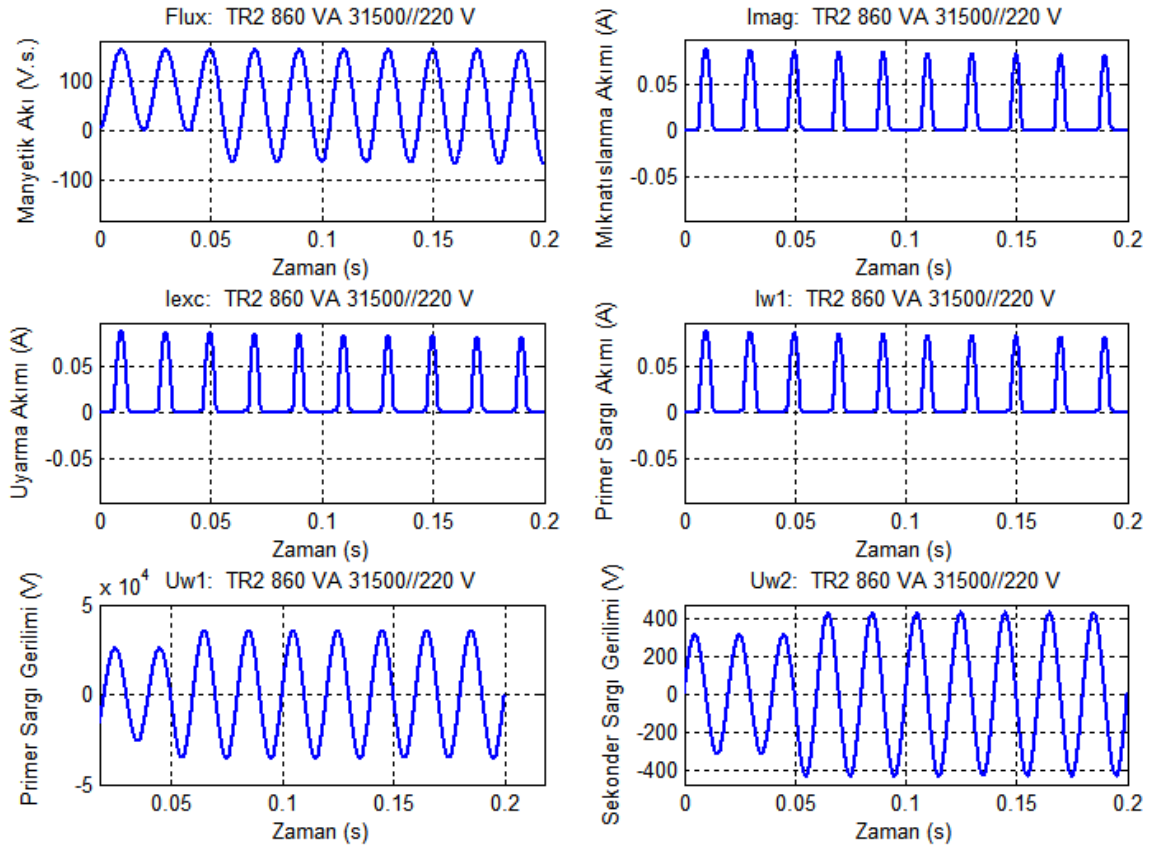 Flux: TR2 860 VA 31500//220 V
Manyetik Akı (V.s.)
100
0
-100
0 0.05 0.1 0.15 0.2
Zaman (s)
Imag: TR2 860 VA 31500//220 V
Mıknatıslanma Akımı (A)
0.05
0
-0.05
0 0.05 0.1 0.15 0.2
Zaman (s)
Iexc: TR2 860 VA 31500//220 V
Uyarma Akımı (A)
0.05
0
-0.05
0 0.05 0.1 0.15 0.2
Zaman (s)
Iw1: TR2 860 VA 31500//220 V
Primer Sargı Akımı (A)
0.05
0
-0.05
0 0.05 0.1 0.15 0.2
Zaman (s)
x 10^4 Uw1: TR2 860 VA 31500//220 V
Primer Sargı Gerilimi (V)
5
0
-5
0.05 0.1 0.15 0.2
Zaman (s)
Uw2: TR2 860 VA 31500//220 V
Sekonder Sargı Gerilimi (V)
400
200
0
-200
-400
0 0.05 0.1 0.15 0.2
Zaman (s)